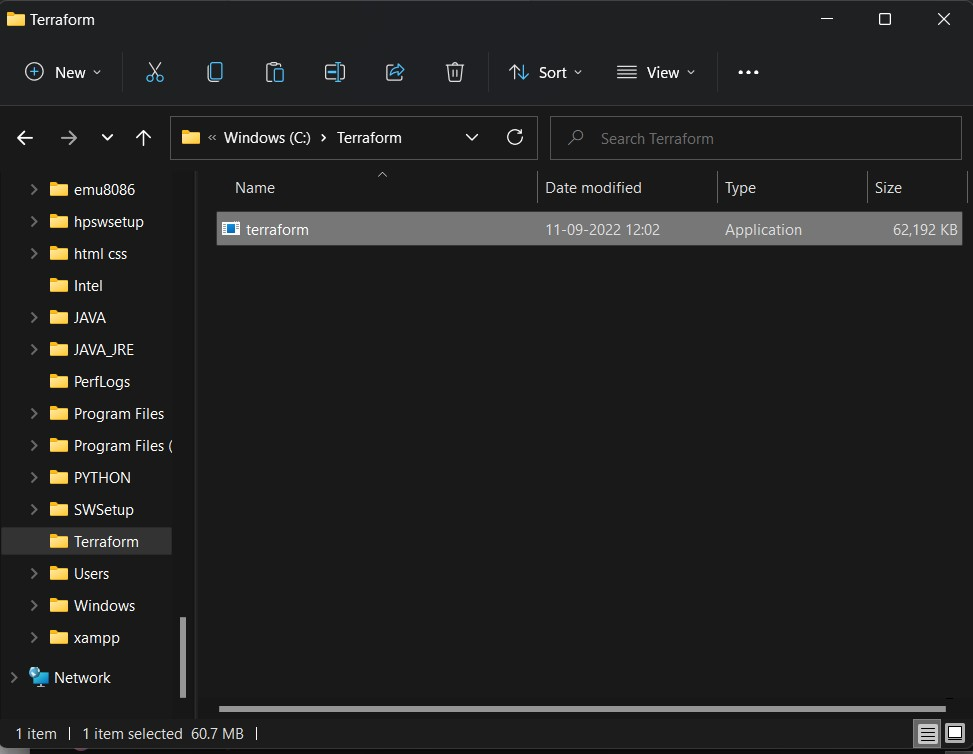 Terraform
New
Sort
View
« Windows (C:) › Terraform
Search Terraform
Name Date modified Type Size
terraform 11-09-2022 12:02 Application 62,192 KB
emu8086
hpswsetup
html css
Intel
JAVA
JAVA_JRE
PerfLogs
Program Files
Program Files (
PYTHON
SWSetup
Terraform
Users
Windows
xampp
Network
1 item | 1 item selected 60.7 MB |